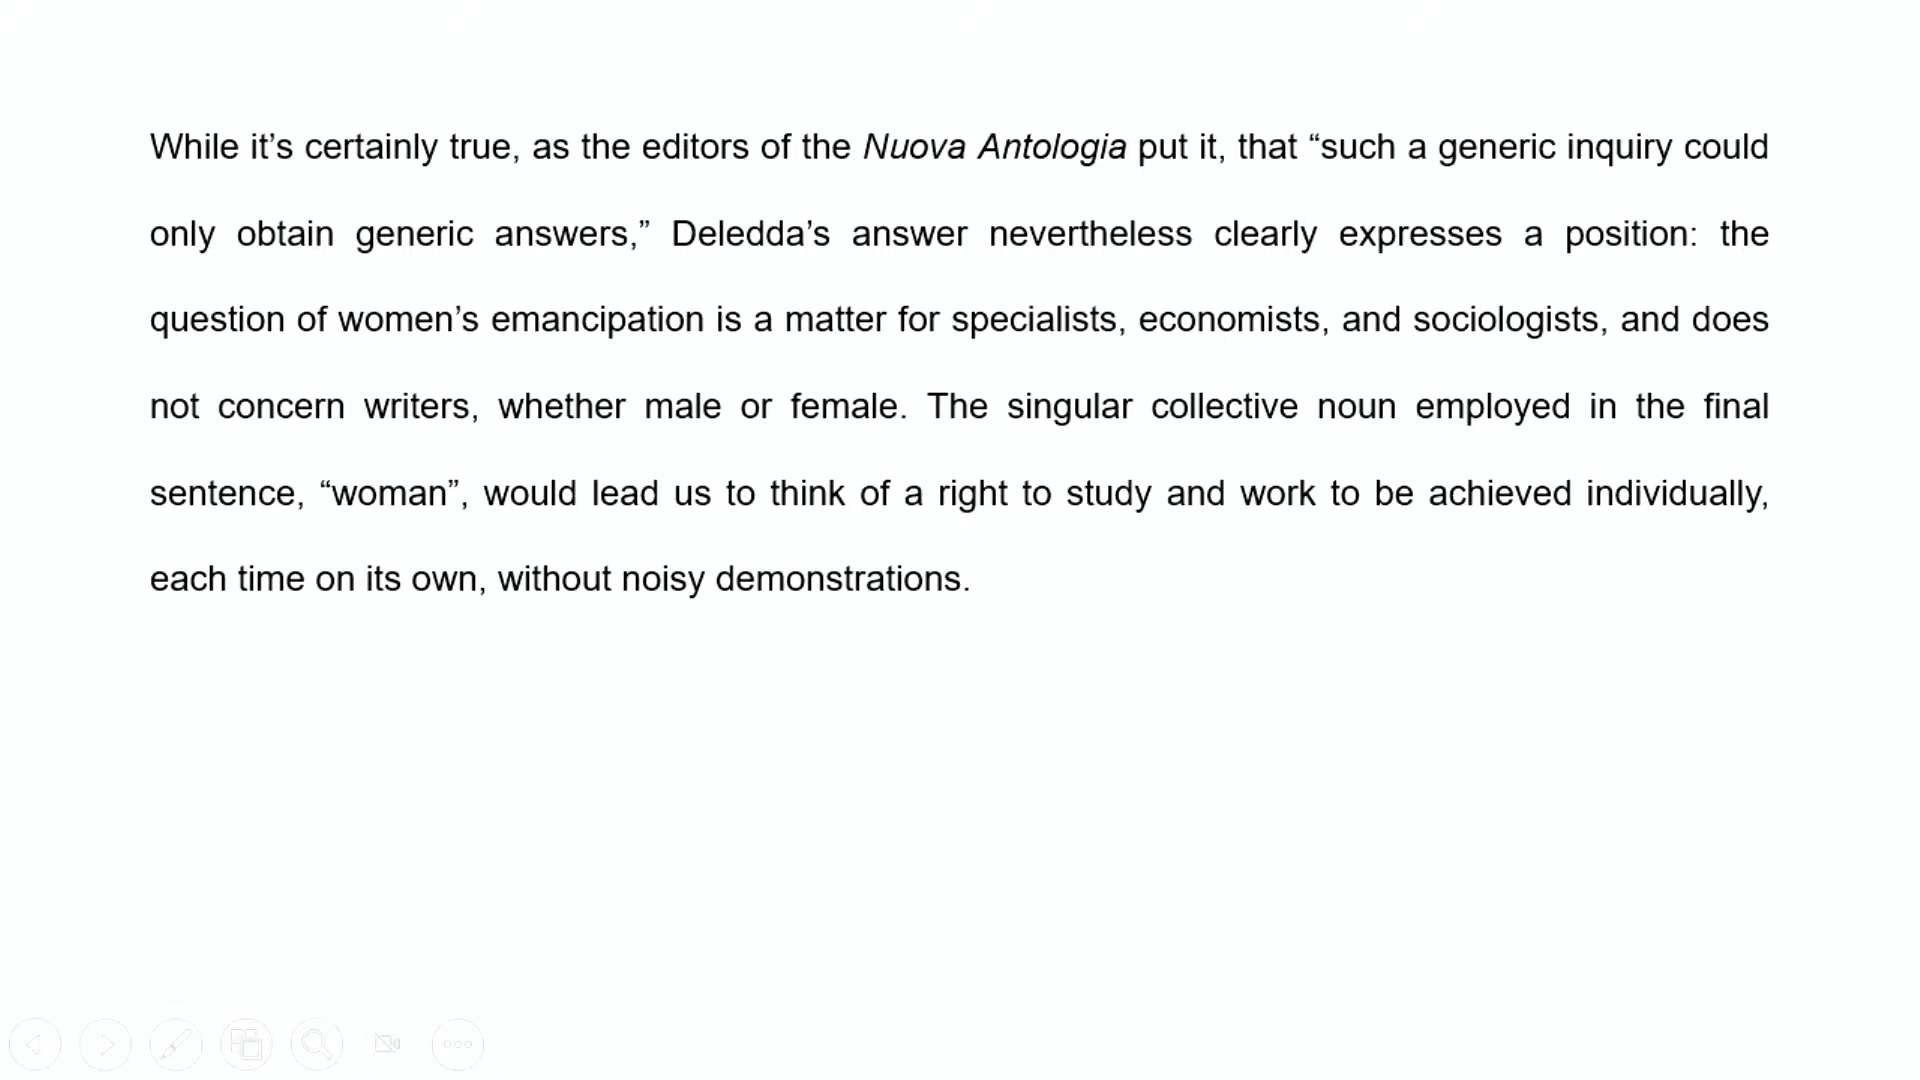 While it’s certainly true, as the editors of the Nuova Antologia put it, that “such a generic inquiry could
only obtain generic answers,” Deledda’s answer nevertheless clearly expresses a position: the
question of women’s emancipation is a matter for specialists, economists, and sociologists, and does
not concern writers, whether male or female. The singular collective noun employed in the final
sentence, “woman”, would lead us to think of a right to study and work to be achieved individually,
each time on its own, without noisy demonstrations.